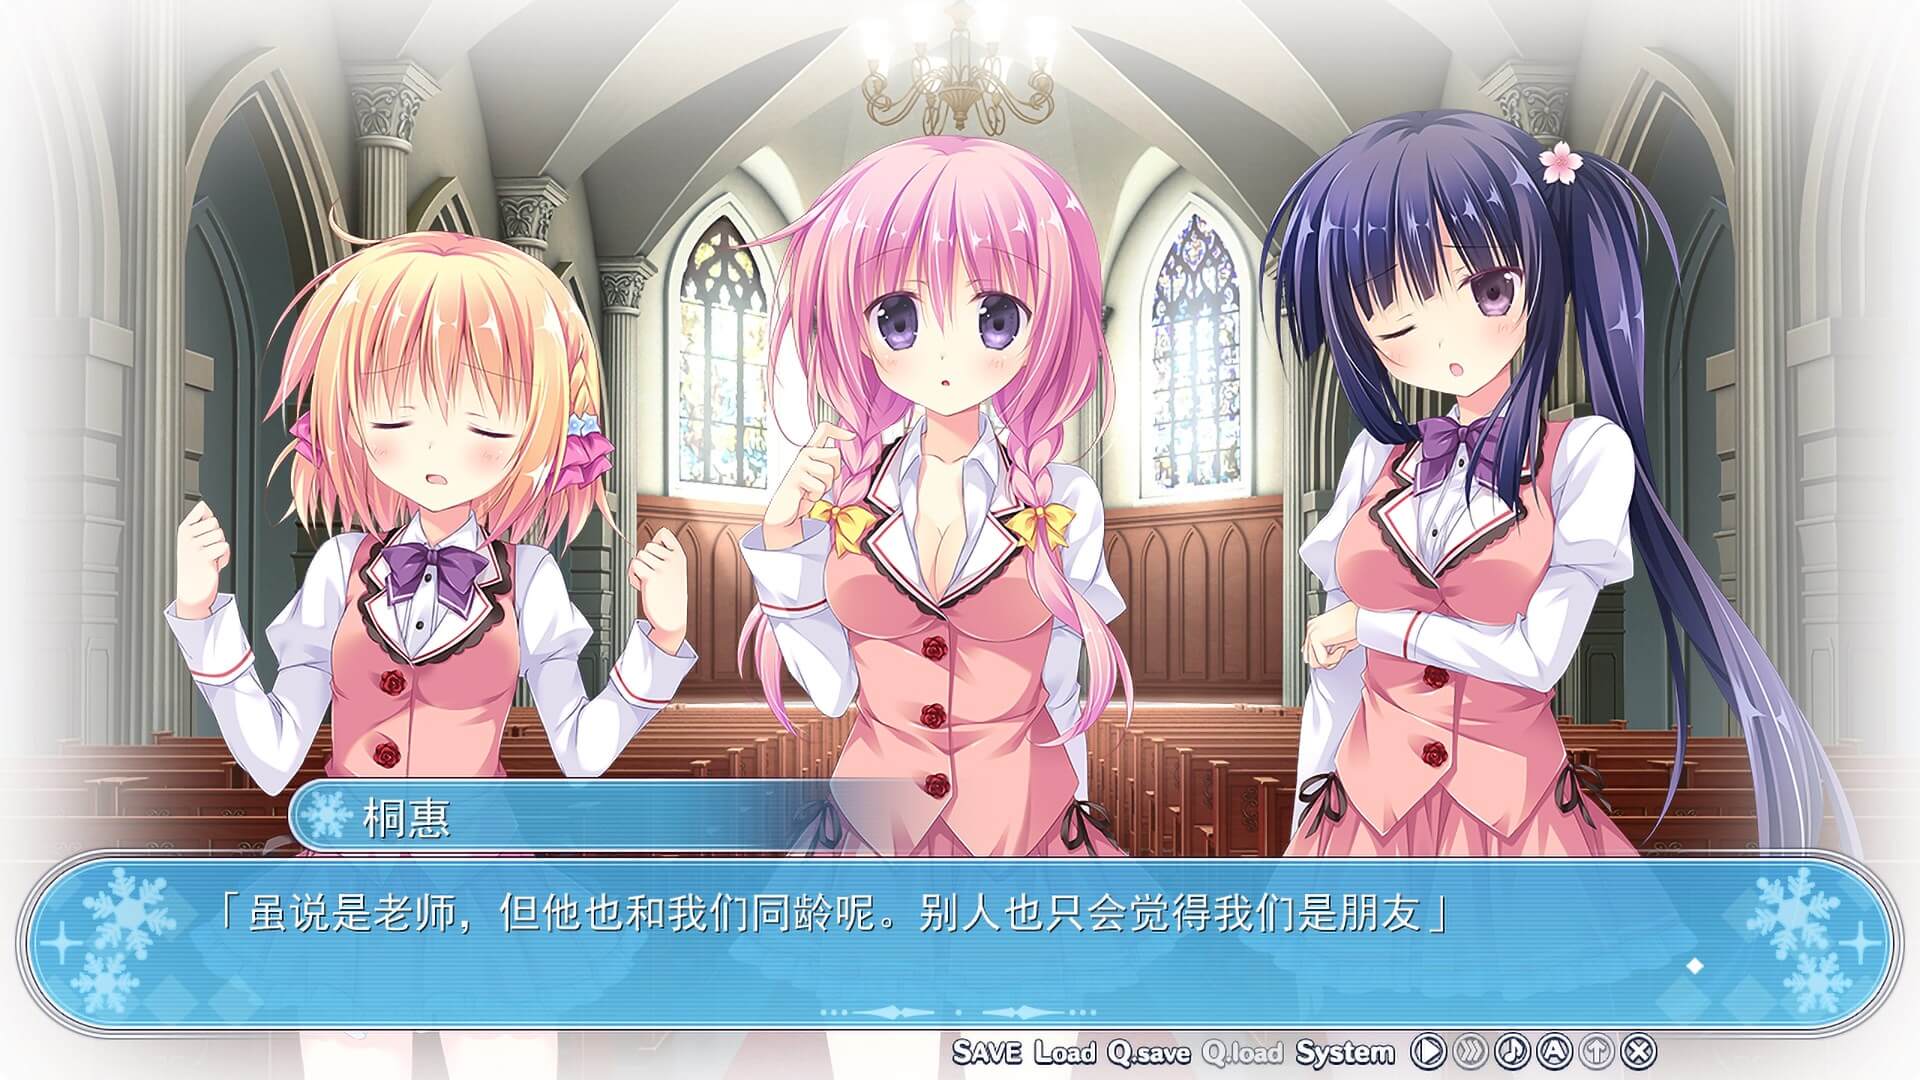 桐惠
「虽说是老师，但他也和我们同龄呢。别人也只会觉得我们是朋友」
SAVE Load Q.save Q.load System A